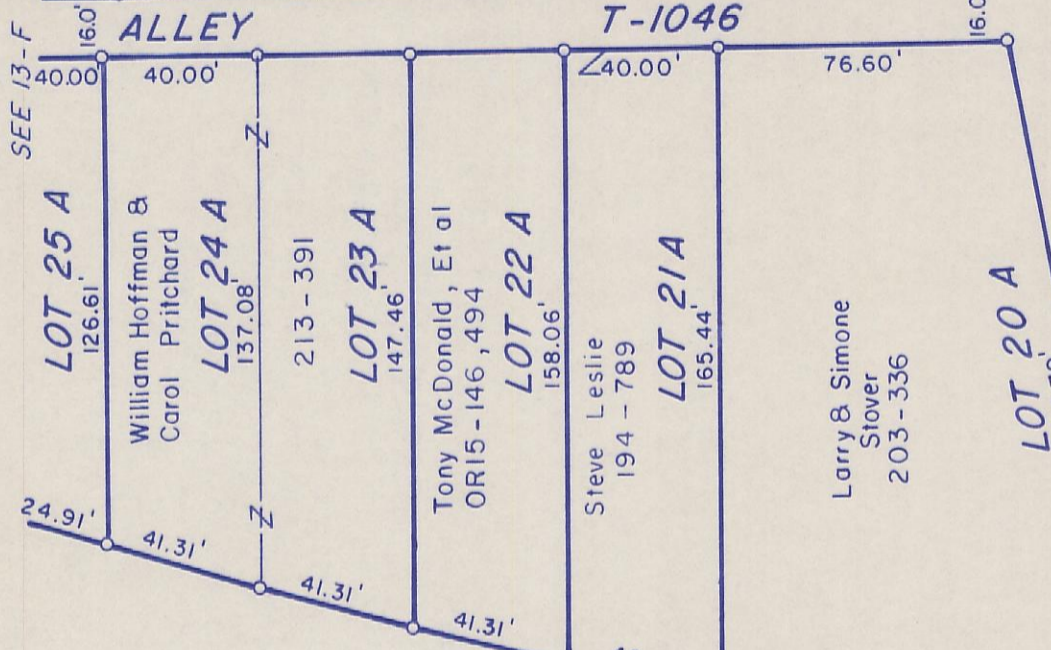 SEE 13-F
16.0'
ALLEY
T-1046
16.0
40.00'
40.00'
∠40.00'
76.60'
LOT 25 A
126.61'
William Hoffman &
Carol Pritchard
LOT 24 A
137.08'
Z
Z
213-391
LOT 23 A
147.46'
Tony McDonald, Et al
OR15-146,494
LOT 22 A
158.06'
Steve Leslie
194-789
LOT 21A
165.44'
Larry & Simone
Stover
203-336
LOT 20 A
24.91'
41.31'
41.31'
41.31'